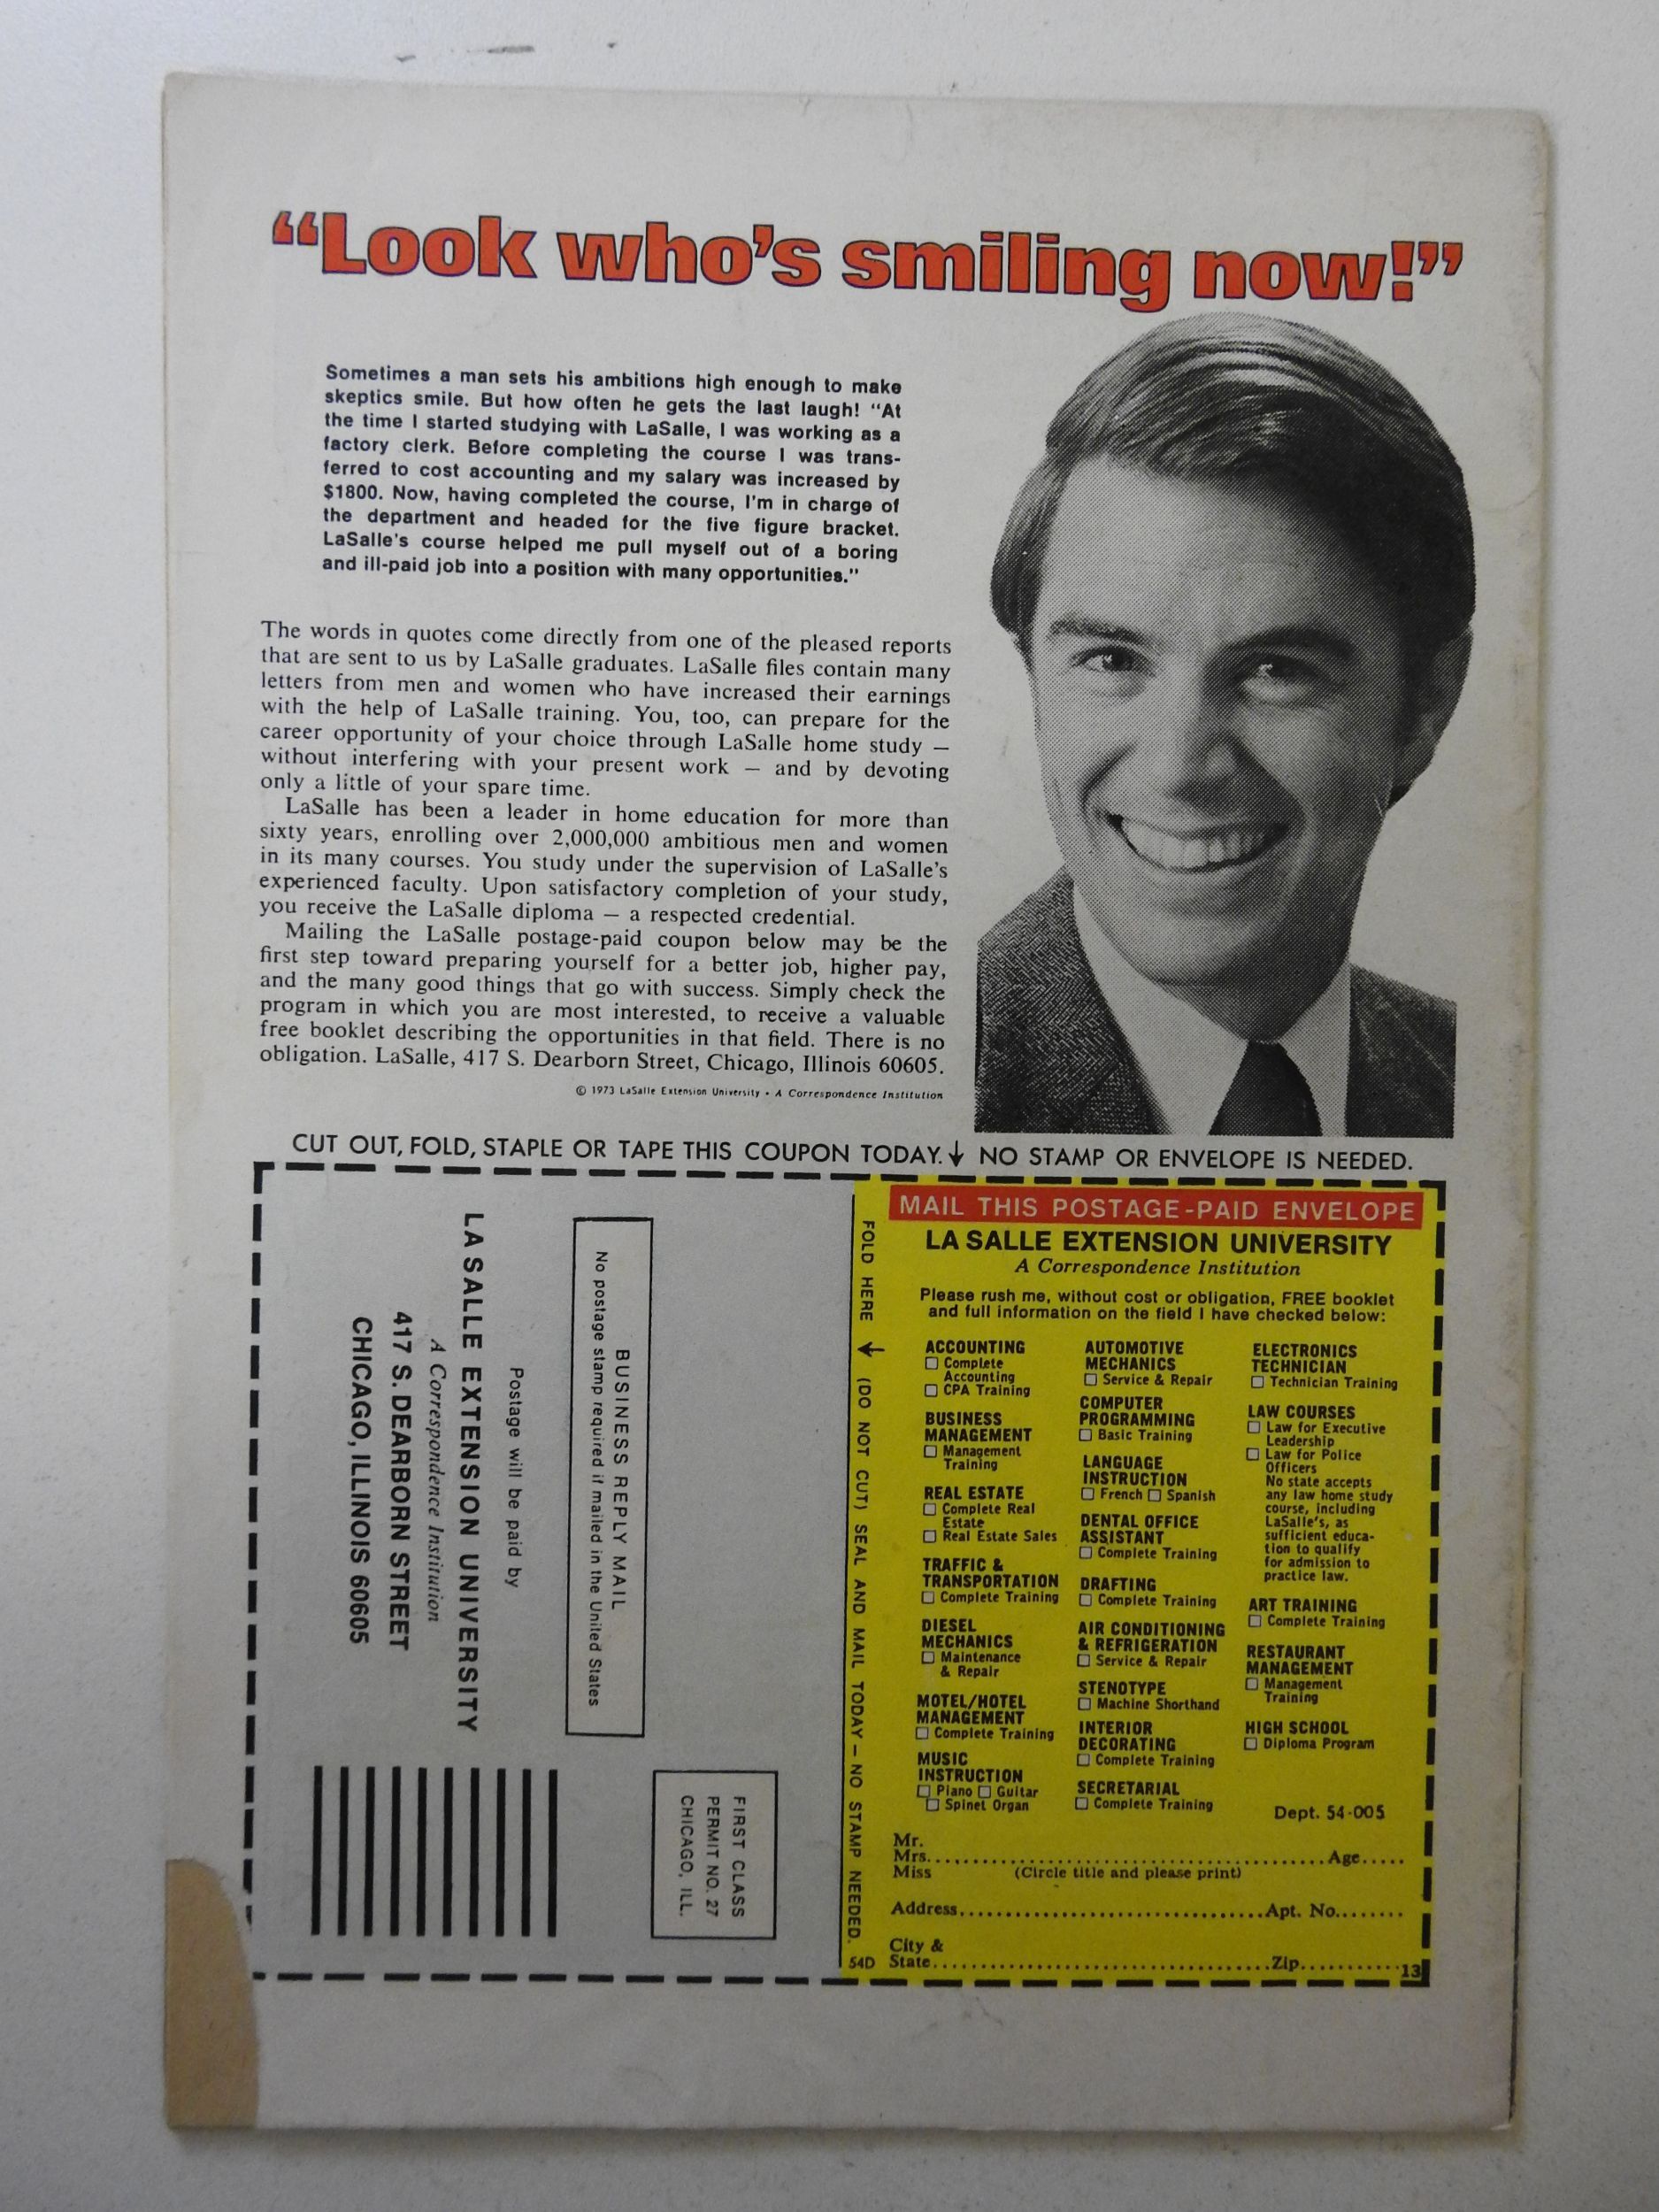 “Look who’s smiling now!”
Sometimes a man sets his ambitions high enough to make
skeptics smile. But how often he gets the last laugh! “At
the time I started studying with LaSalle, I was working as a
factory clerk. Before completing the course I was trans-
ferred to cost accounting and my salary was increased by
$1800. Now, having completed the course, I’m in charge of
the department and headed for the five figure bracket.
LaSalle’s course helped me pull myself out of a boring
and ill-paid job into a position with many opportunities.”
The words in quotes come directly from one of the pleased reports
that are sent to us by LaSalle graduates. LaSalle files contain many
letters from men and women who have increased their earnings
with the help of LaSalle training. You, too, can prepare for the
career opportunity of your choice through LaSalle home study —
without interfering with your present work — and by devoting
only a little of your spare time.
LaSalle has been a leader in home education for more than
sixty years, enrolling over 2,000,000 ambitious men and women
in its many courses. You study under the supervision of LaSalle’s
experienced faculty. Upon satisfactory completion of your study,
you receive the LaSalle diploma — a respected credential.
Mailing the LaSalle postage-paid coupon below may be the
first step toward preparing yourself for a better job, higher pay,
and the many good things that go with success. Simply check the
program in which you are most interested, to receive a valuable
free booklet describing the opportunities in that field. There is no
obligation. LaSalle, 417 S. Dearborn Street, Chicago, Illinois 60605.
© 1973 LaSalle Extension University • A Correspondence Institution
CUT OUT, FOLD, STAPLE OR TAPE THIS COUPON TODAY.↓ NO STAMP OR ENVELOPE IS NEEDED.
FIRST CLASS
PERMIT NO. 27
CHICAGO, ILL.
BUSINESS REPLY MAIL
No postage stamp required if mailed in the United States
Postage will be paid by
LA SALLE EXTENSION UNIVERSITY
A Correspondence Institution
417 S. DEARBORN STREET
CHICAGO, ILLINOIS 60605
FOLD HERE → (DO NOT CUT) SEAL AND MAIL TODAY – NO STAMP NEEDED.
MAIL THIS POSTAGE-PAID ENVELOPE
LA SALLE EXTENSION UNIVERSITY
A Correspondence Institution
Please rush me, without cost or obligation, FREE booklet
and full information on the field I have checked below:
ACCOUNTING
☐ Complete
Accounting
☐ CPA Training
BUSINESS
MANAGEMENT
☐ Management
Training
REAL ESTATE
☐ Complete Real
Estate
☐ Real Estate Sales
TRAFFIC &
TRANSPORTATION
☐ Complete Training
DIESEL
MECHANICS
☐ Maintenance
& Repair
MOTEL/HOTEL
MANAGEMENT
☐ Complete Training
MUSIC
INSTRUCTION
☐ Piano ☐ Guitar
☐ Spinet Organ
AUTOMOTIVE
MECHANICS
☐ Service & Repair
COMPUTER
PROGRAMMING
☐ Basic Training
LANGUAGE
INSTRUCTION
☐ French ☐ Spanish
DENTAL OFFICE
ASSISTANT
☐ Complete Training
DRAFTING
☐ Complete Training
AIR CONDITIONING
& REFRIGERATION
☐ Service & Repair
STENOTYPE
☐ Machine Shorthand
INTERIOR
DECORATING
☐ Complete Training
SECRETARIAL
☐ Complete Training
ELECTRONICS
TECHNICIAN
☐ Technician Training
LAW COURSES
☐ Law for Executive
Leadership
☐ Law for Police
Officers
No state accepts
any law home study
course, including
LaSalle’s, as
sufficient educa-
tion to qualify
for admission to
practice law.
ART TRAINING
☐ Complete Training
RESTAURANT
MANAGEMENT
☐ Management
Training
HIGH SCHOOL
☐ Diploma Program
Dept. 54-005
Mr.
Mrs. Age
Miss (Circle title and please print)
Address Apt. No.
City &
State Zip
54D
13